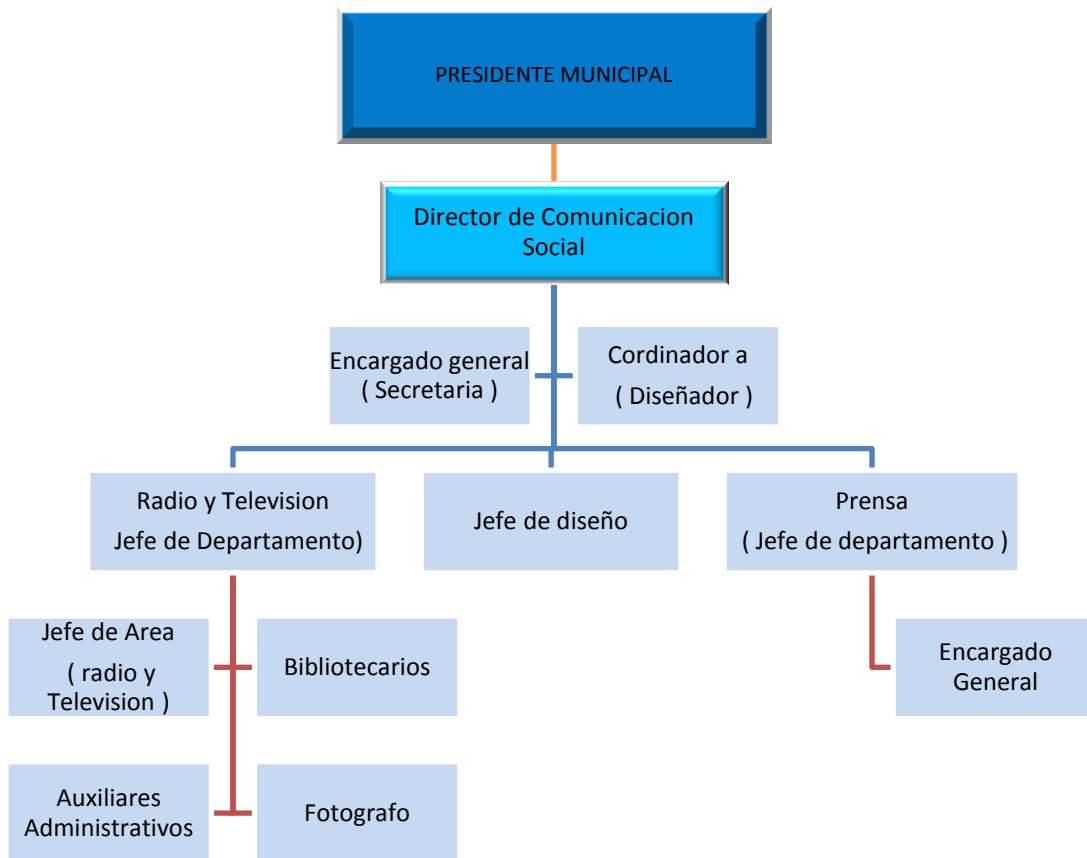 PRESIDENTE MUNICIPAL
Director de Comunicacion
Social
Encargado general
( Secretaria )
Cordinador a
( Diseñador )
Radio y Television
Jefe de Departamento)
Jefe de diseño
Prensa
( Jefe de departamento )
Jefe de Area
( radio y
Television )
Bibliotecarios
Encargado
General
Auxiliares
Administrativos
Fotografo